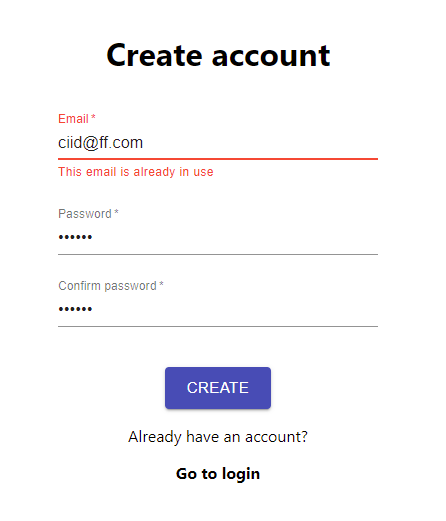 Create account
Email *
ciid@ff.com
This email is already in use
Password *
••••••
Confirm password *
••••••
CREATE
Already have an account?
Go to login